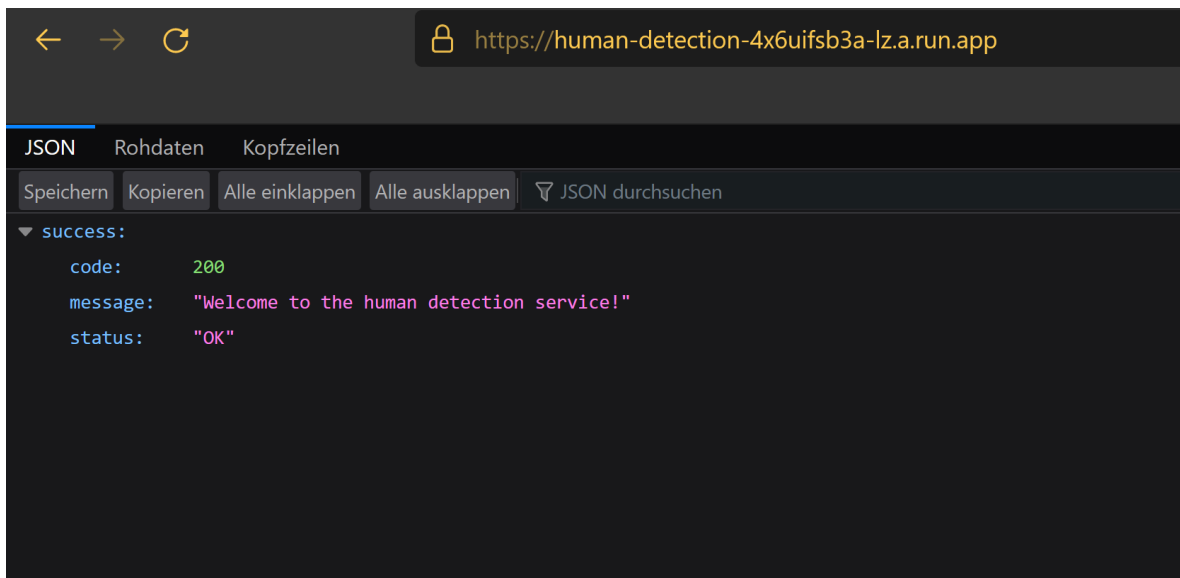 https://human-detection-4x6uifsb3a-lz.a.run.app
JSON Rohdaten Kopfzeilen
Speichern Kopieren Alle einklappen Alle ausklappen JSON durchsuchen
success:
code: 200
message: "Welcome to the human detection service!"
status: "OK"